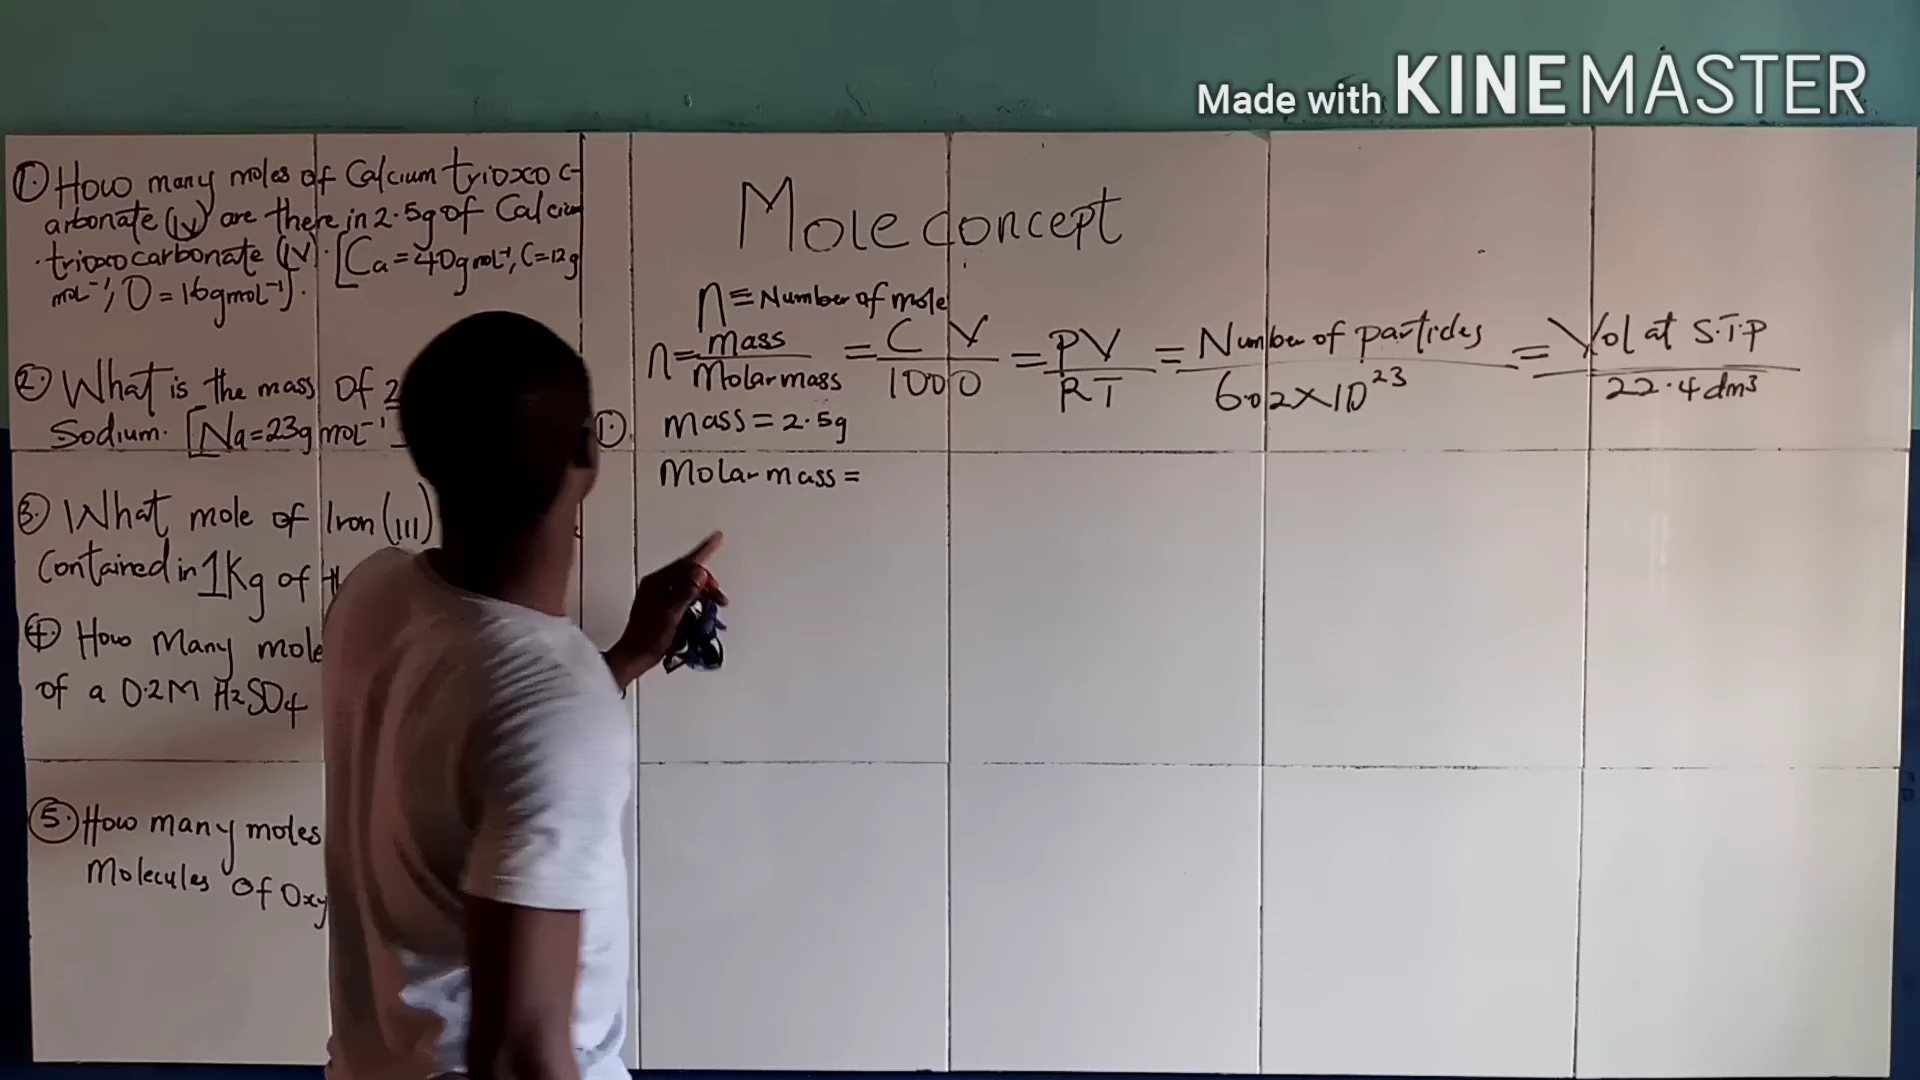 Made with KINEMASTER
① How many moles of Calcium trioxo c-
arbonate (IV) are there in 2.5g of Calcium
trioxocarbonate (IV). [Ca=40gmol⁻¹, C=12g
mol⁻¹, O=16gmol⁻¹].
② What is the mass of 2
Sodium. [Na=23gmol⁻¹
③ What mole of Iron (III)
Contained in 1Kg of
④ How Many mole
of a 0.2M H₂SO₄
⑤ How many moles
Molecules of Oxy
Mole concept
n ≡ Number of mole
n = mass/Molar mass = C V/1000 = PV/RT = Number of particles/6.02×10²³ = Vol at S.T.P/22.4dm³
① mass = 2.5g
Molar mass =